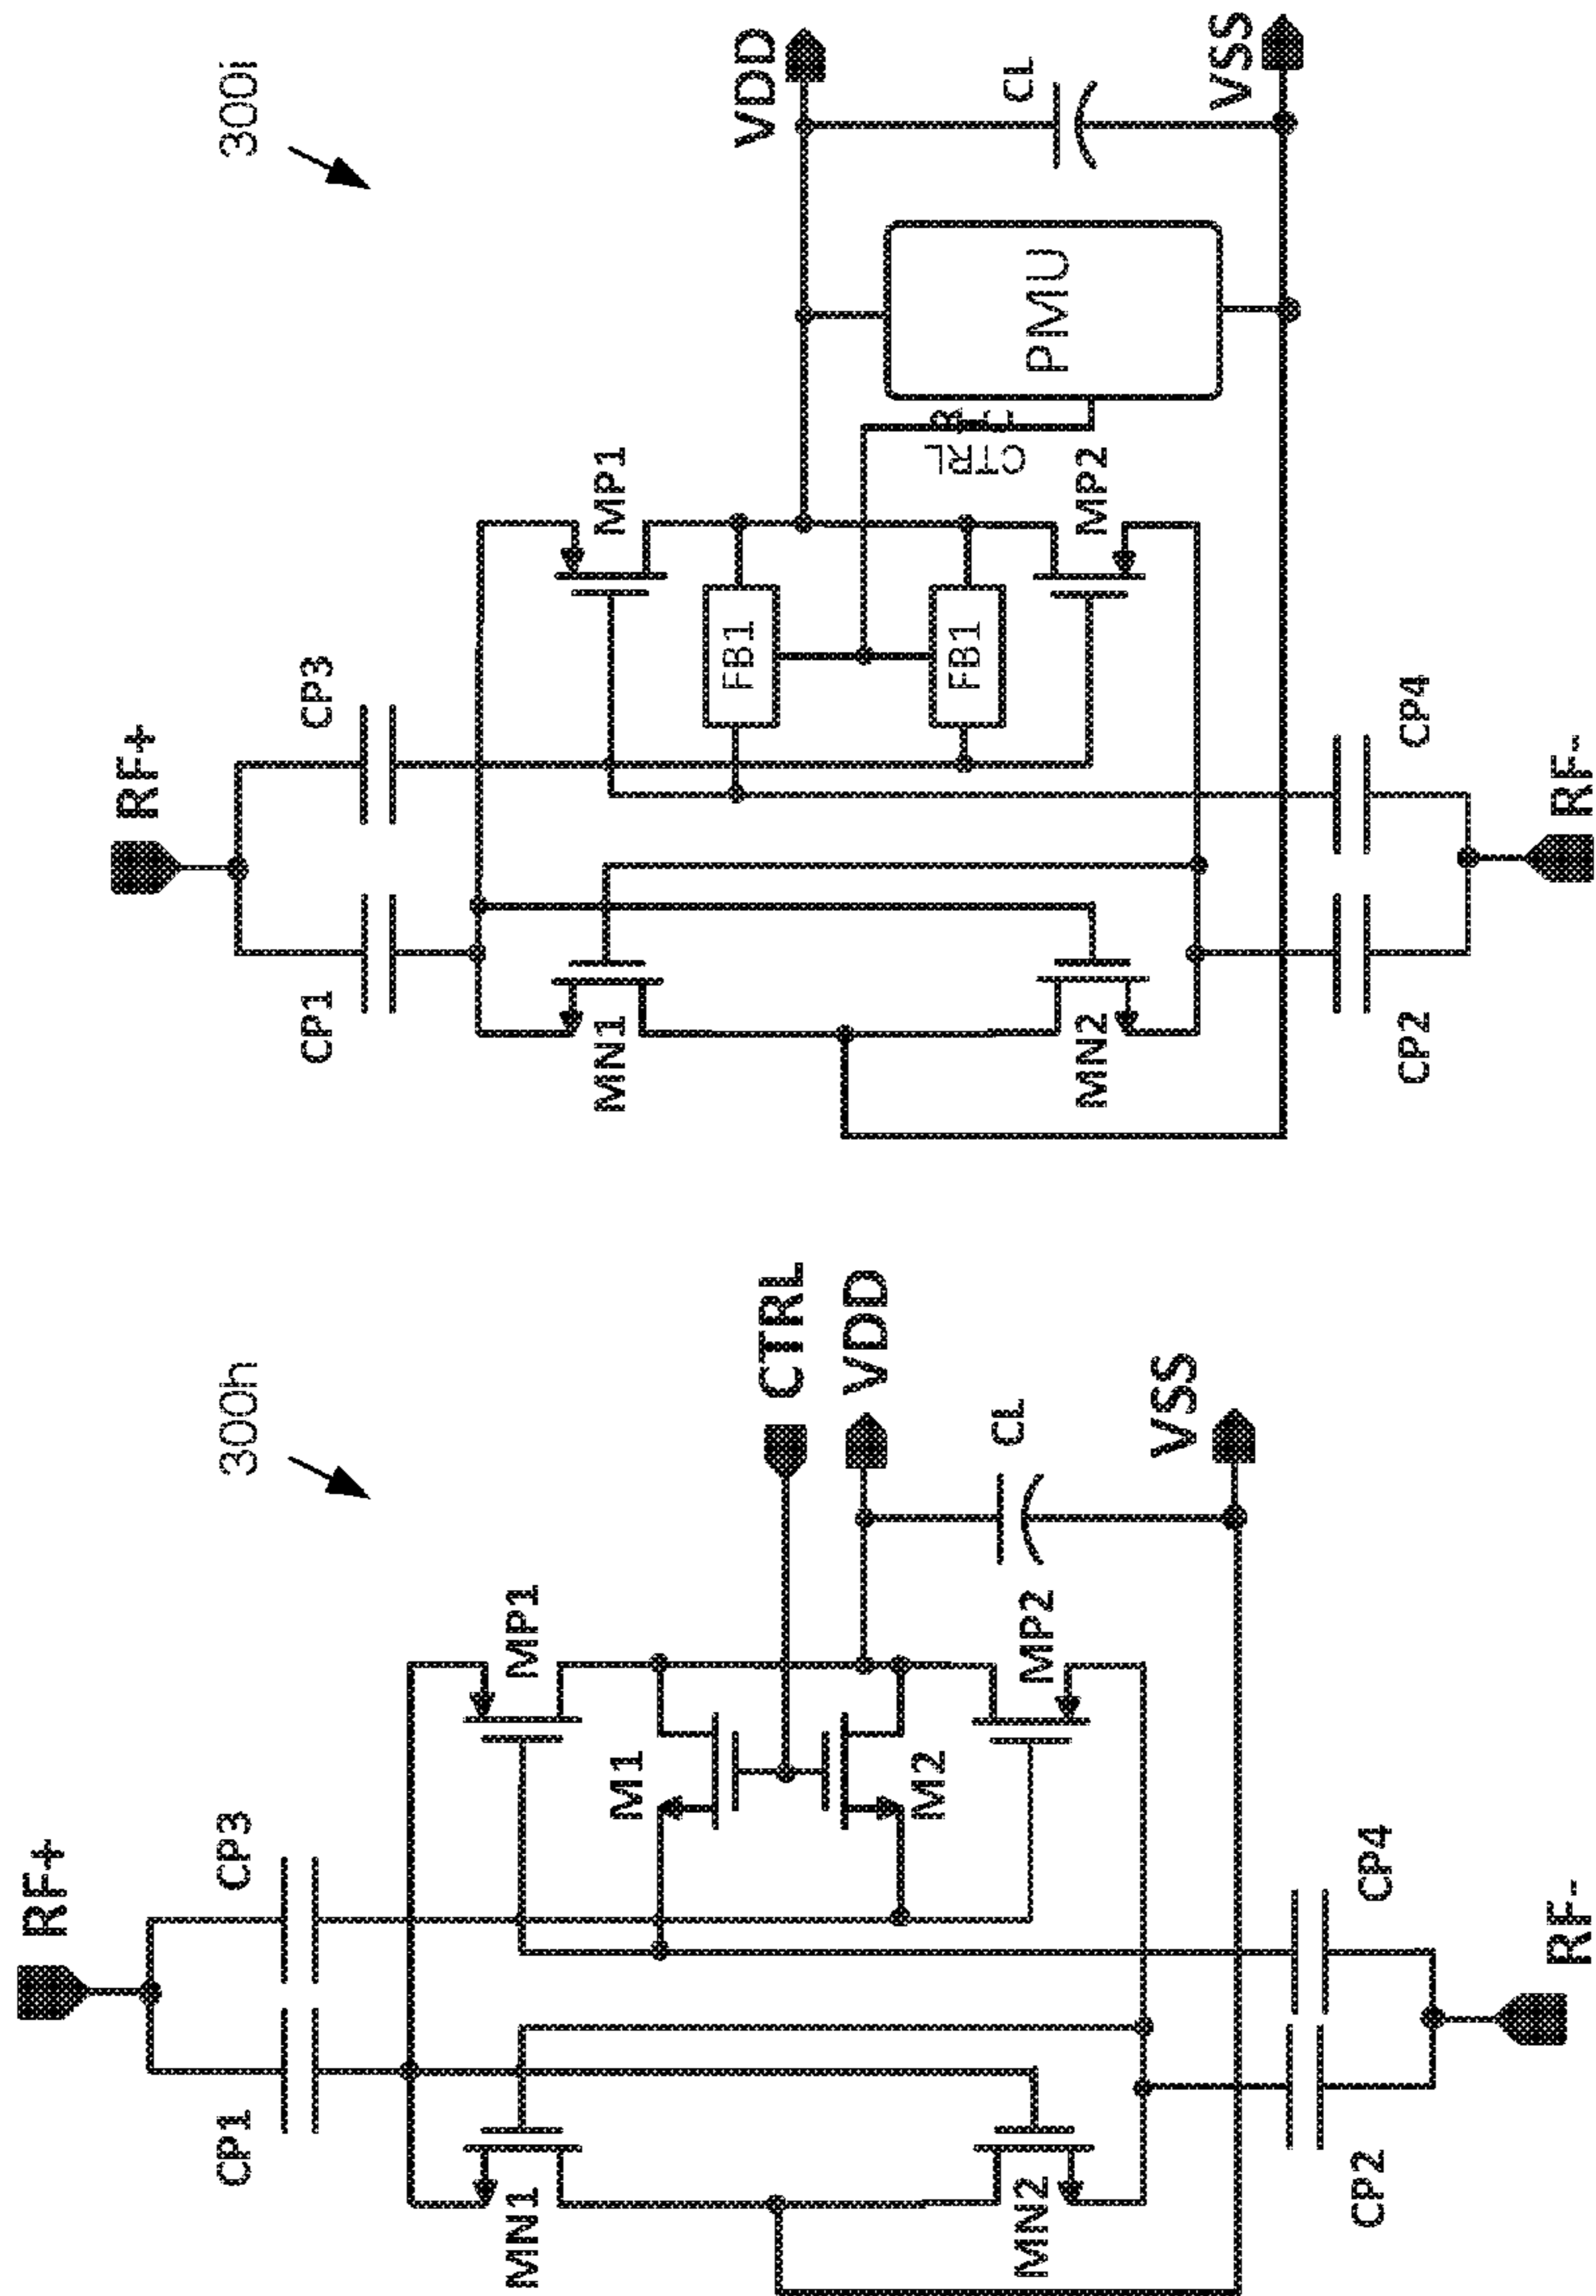 300h
RF+
CP1
CP3
MN1
MP1
M1
CTRL
VDD
M2
CL
MN2
MP2
VSS
CP2
CP4
RF-
300i
RF+
CP1
CP3
MN1
MP1
VDD
FB1
CTRL
PMU
CL
FB1
MN2
MP2
VSS
CP2
CP4
RF-